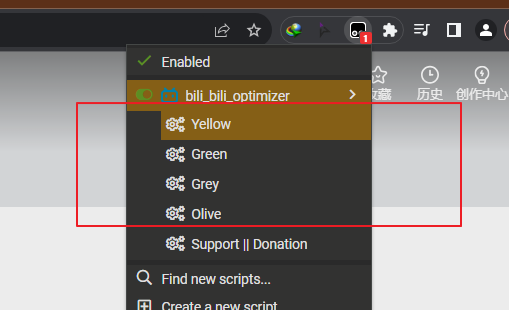 1
Enabled
bili_bili_optimizer
收藏
历史
创作中心
Yellow
Green
Grey
Olive
Support || Donation
Find new scripts...
Create a new script